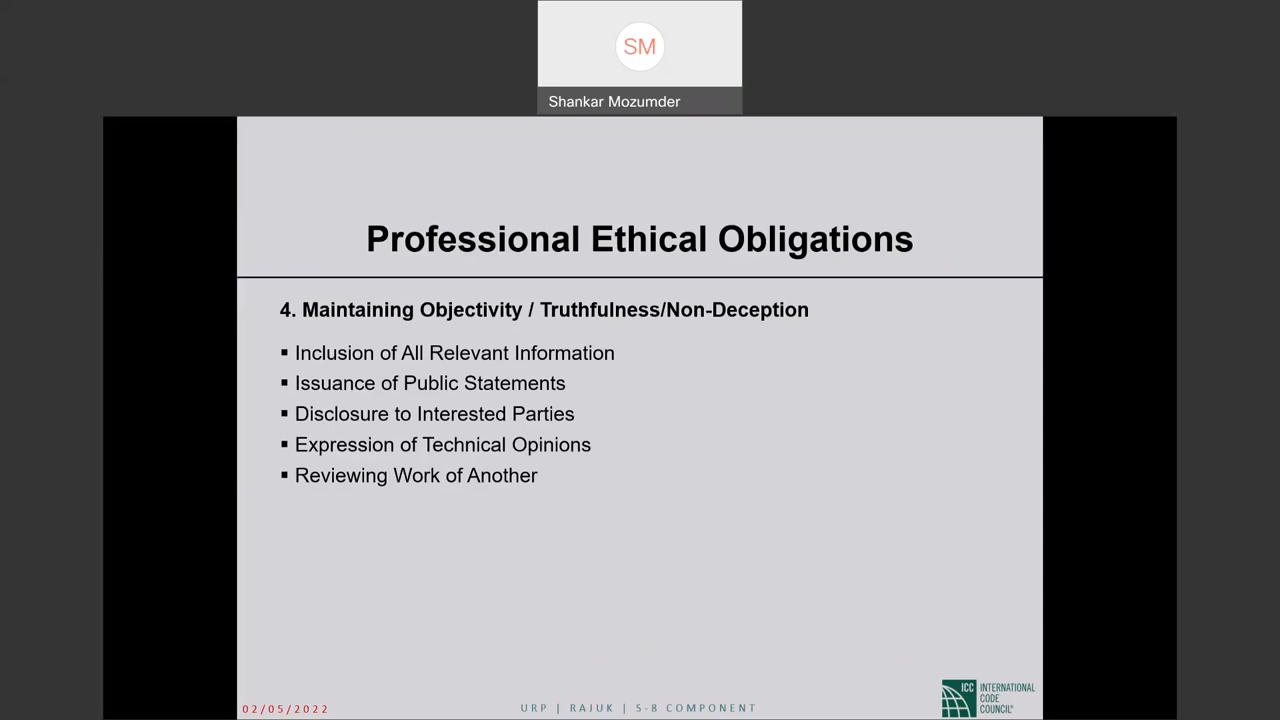 SM
Shankar Mozumder
Professional Ethical Obligations
4. Maintaining Objectivity / Truthfulness/Non-Deception
▪ Inclusion of All Relevant Information
▪ Issuance of Public Statements
▪ Disclosure to Interested Parties
▪ Expression of Technical Opinions
▪ Reviewing Work of Another
02/05/2022
URP | RAJUK | S-8 COMPONENT
ICC
INTERNATIONAL
CODE
COUNCIL®